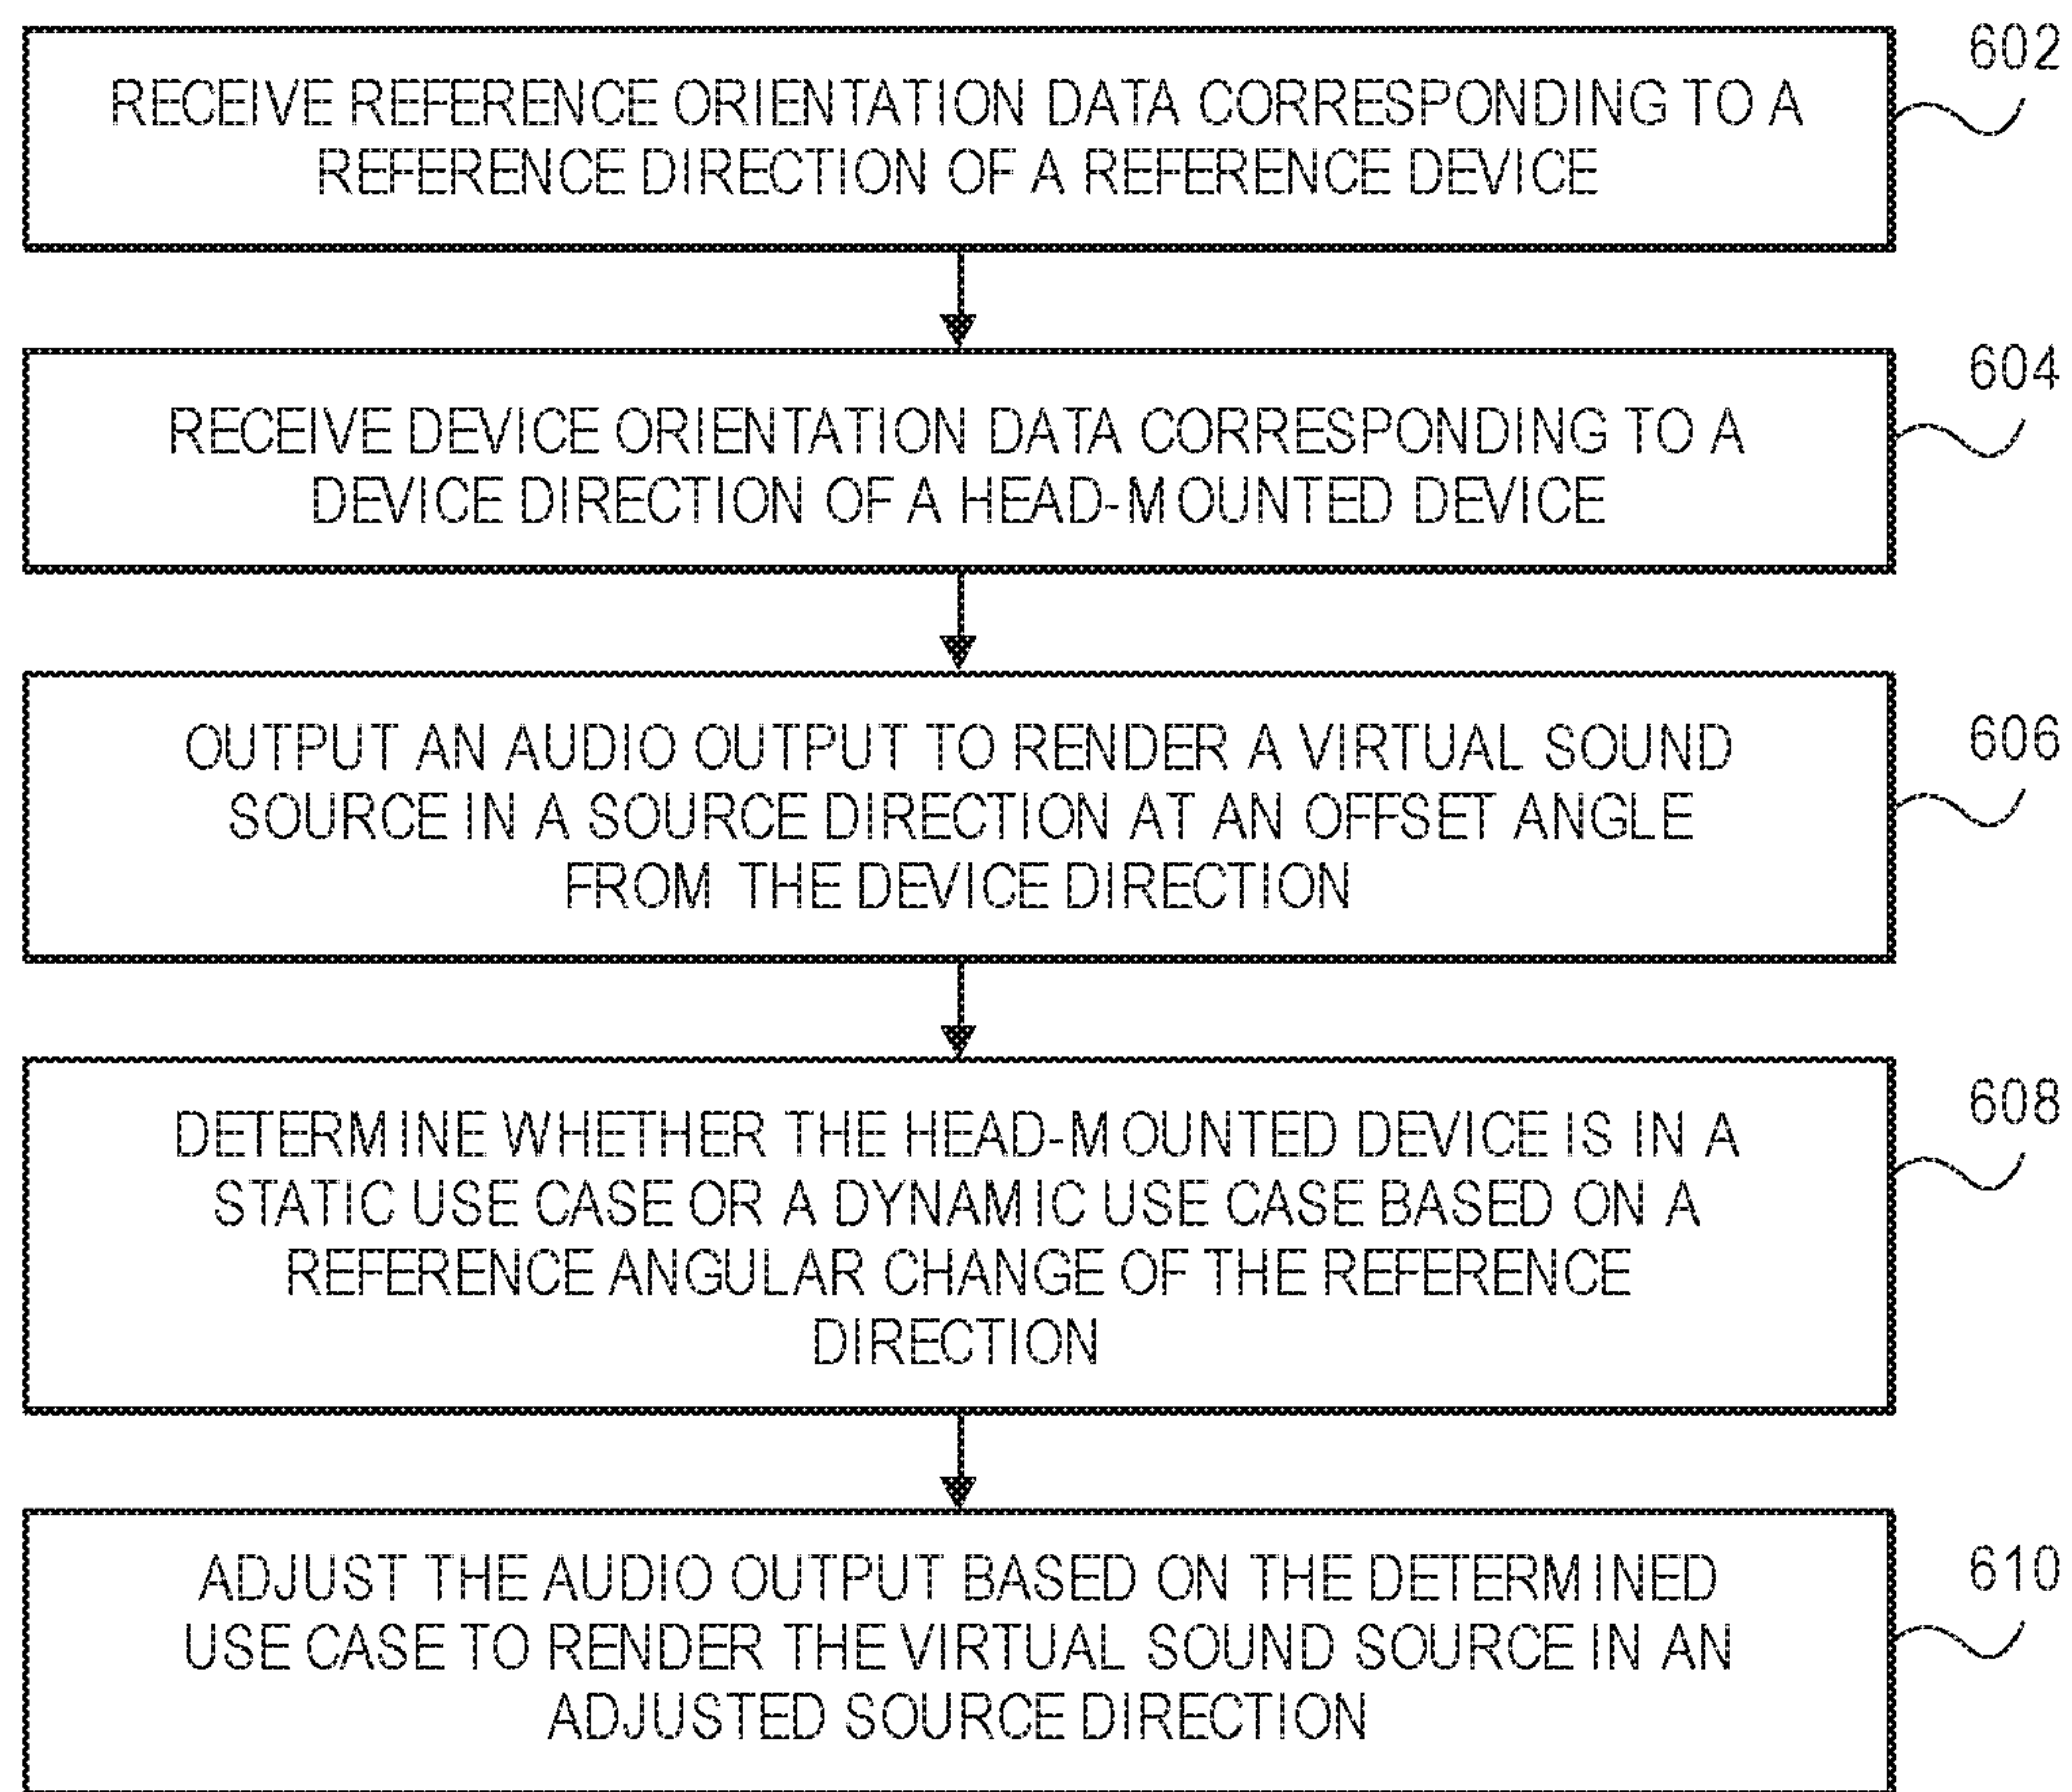 602
RECEIVE REFERENCE ORIENTATION DATA CORRESPONDING TO A
REFERENCE DIRECTION OF A REFERENCE DEVICE
604
RECEIVE DEVICE ORIENTATION DATA CORRESPONDING TO A
DEVICE DIRECTION OF A HEAD-MOUNTED DEVICE
606
OUTPUT AN AUDIO OUTPUT TO RENDER A VIRTUAL SOUND
SOURCE IN A SOURCE DIRECTION AT AN OFFSET ANGLE
FROM THE DEVICE DIRECTION
608
DETERMINE WHETHER THE HEAD-MOUNTED DEVICE IS IN A
STATIC USE CASE OR A DYNAMIC USE CASE BASED ON A
REFERENCE ANGULAR CHANGE OF THE REFERENCE
DIRECTION
610
ADJUST THE AUDIO OUTPUT BASED ON THE DETERMINED
USE CASE TO RENDER THE VIRTUAL SOUND SOURCE IN AN
ADJUSTED SOURCE DIRECTION